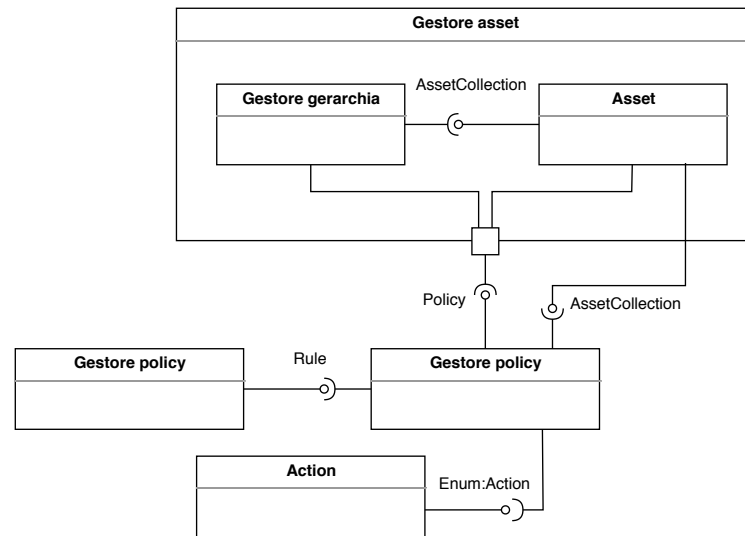 Gestore asset
AssetCollection
Gestore gerarchia
Asset
Policy
AssetCollection
Gestore policy
Rule
Gestore policy
Action
Enum:Action